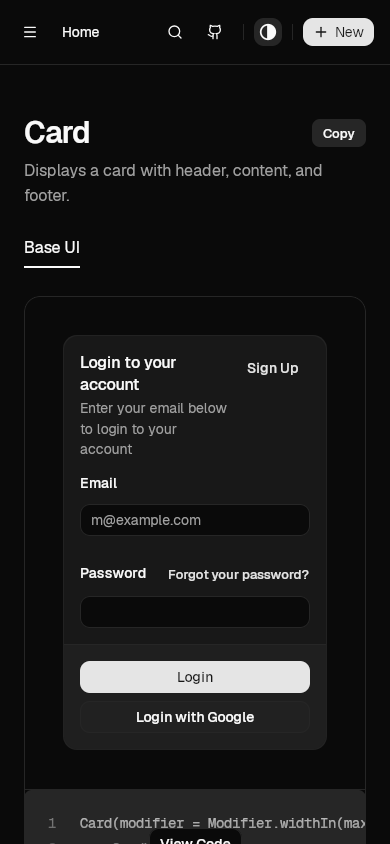 Home
New
Card
Copy
Displays a card with header, content, and
footer.
Base UI
Login to your
account
Sign Up
Enter your email below
to login to your
account
Email
m@example.com
Password
Forgot your password?
Login
Login with Google
1 Card(modifier = Modifier.widthIn(max
View Code